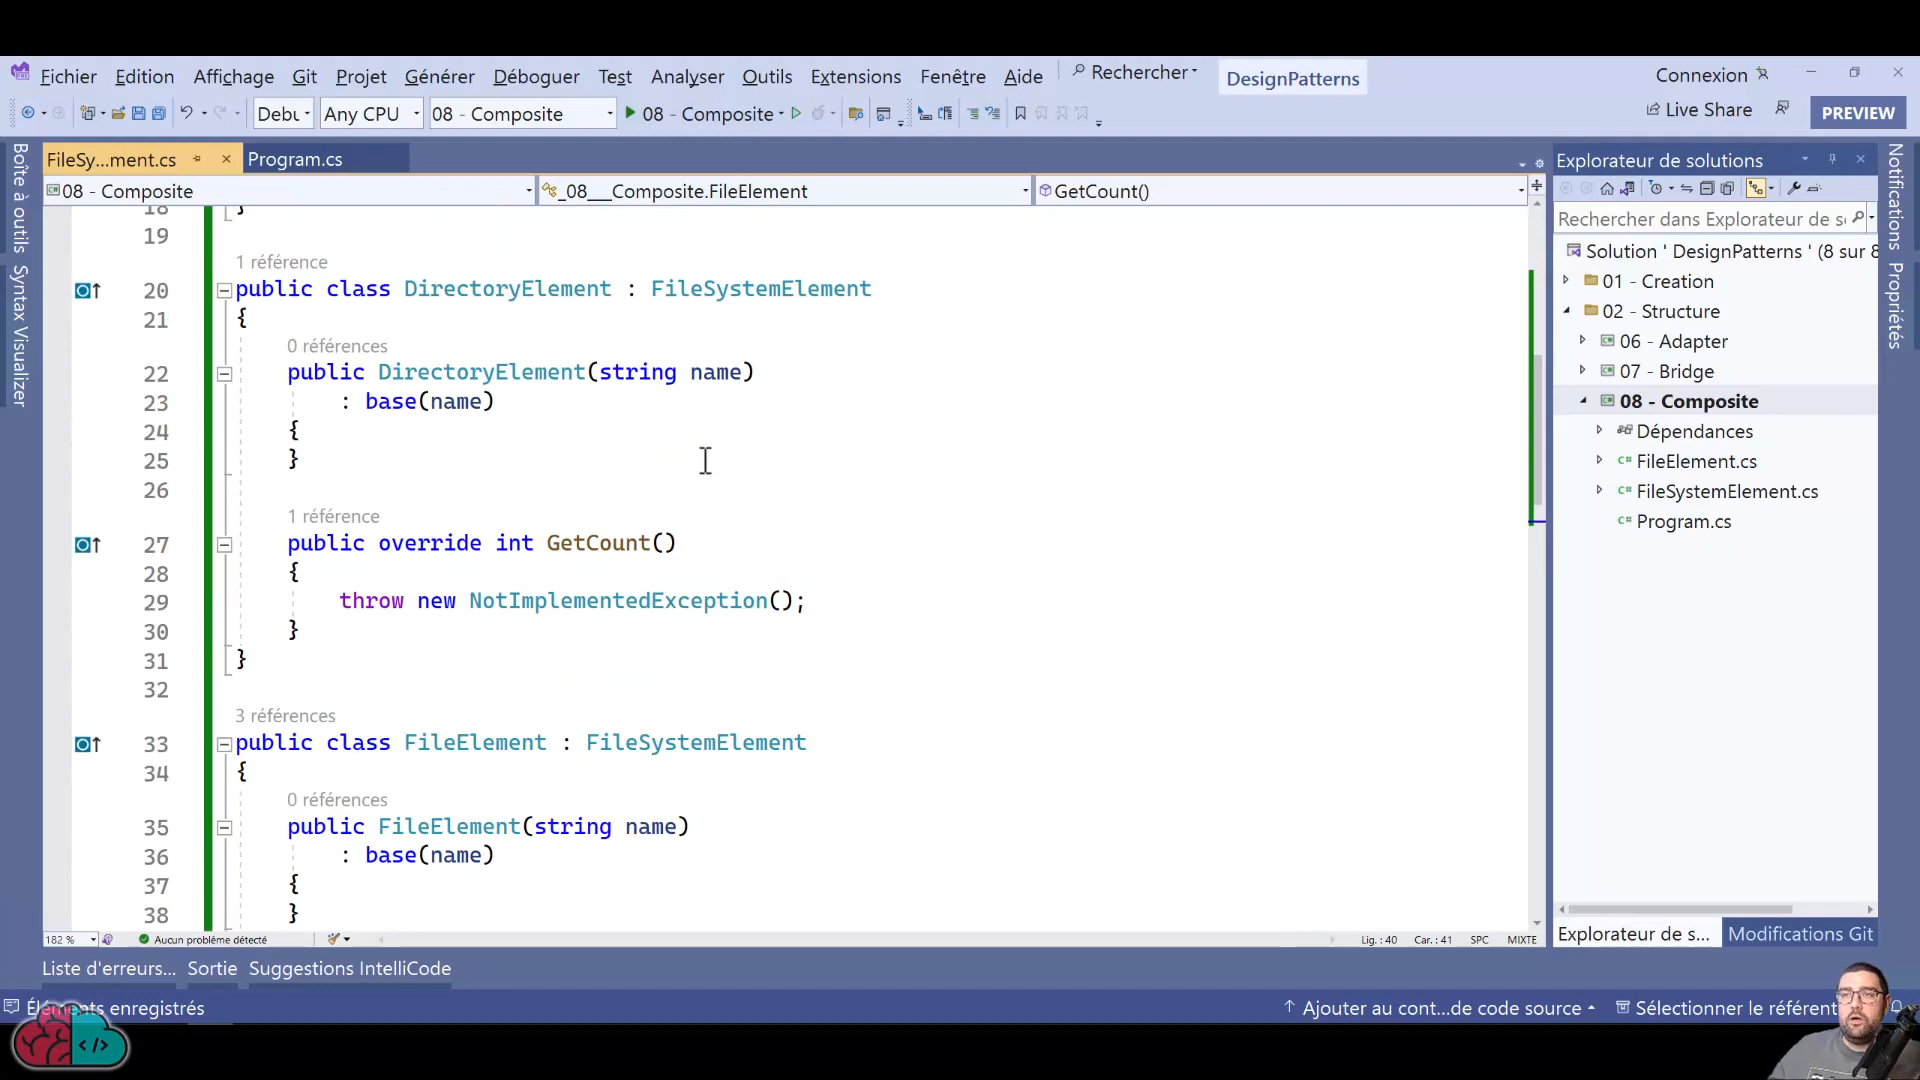 Fichier Edition Affichage Git Projet Générer Déboguer Test Analyser Outils Extensions Fenêtre Aide Rechercher DesignPatterns Connexion
Debu Any CPU 08 - Composite 08 - Composite Live Share PREVIEW
FileSy...ment.cs Program.cs
08 - Composite _08___Composite.FileElement GetCount()
18 }
19
1 référence
20 public class DirectoryElement : FileSystemElement
21 {
0 références
22 public DirectoryElement(string name)
23 : base(name)
24 {
25 }
26
1 référence
27 public override int GetCount()
28 {
29 throw new NotImplementedException();
30 }
31 }
32
3 références
33 public class FileElement : FileSystemElement
34 {
0 références
35 public FileElement(string name)
36 : base(name)
37 {
38 }
182 % Aucun problème détecté Lig. : 40 Car. : 41 SPC MIXTE
Boîte à outils
Syntax Visualizer
Explorateur de solutions
Rechercher dans Explorateur de s
Solution ' DesignPatterns ' (8 sur 8
01 - Creation
02 - Structure
06 - Adapter
07 - Bridge
08 - Composite
Dépendances
C# FileElement.cs
C# FileSystemElement.cs
C# Program.cs
Explorateur de s... Modifications Git
Notifications
Propriétés
Liste d'erreurs... Sortie Suggestions IntelliCode
Éléments enregistrés Ajouter au cont...de code source Sélectionner le référent
</>